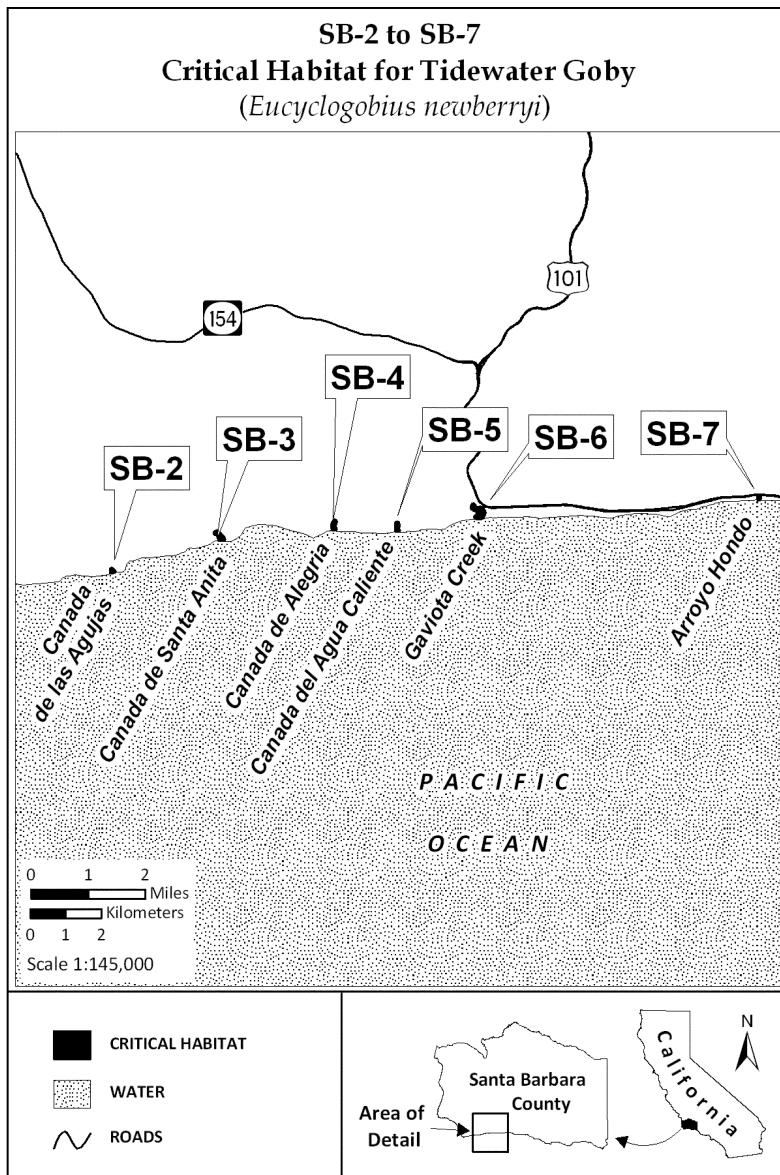 SB-2 to SB-7
Critical Habitat for Tidewater Goby
(Eucyclogobius newberryi)
101
154
SB-4
SB-5
SB-6
SB-7
SB-3
SB-2
Canada
de las Agujas
Canada de Santa Anita
Canada de Alegria
Canada del Agua Caliente
Gaviota Creek
Arroyo Hondo
PACIFIC
OCEAN
0 1 2
Miles
Kilometers
0 1 2
Scale 1:145,000
CRITICAL HABITAT
WATER
ROADS
Santa Barbara
County
Area of
Detail
California
N